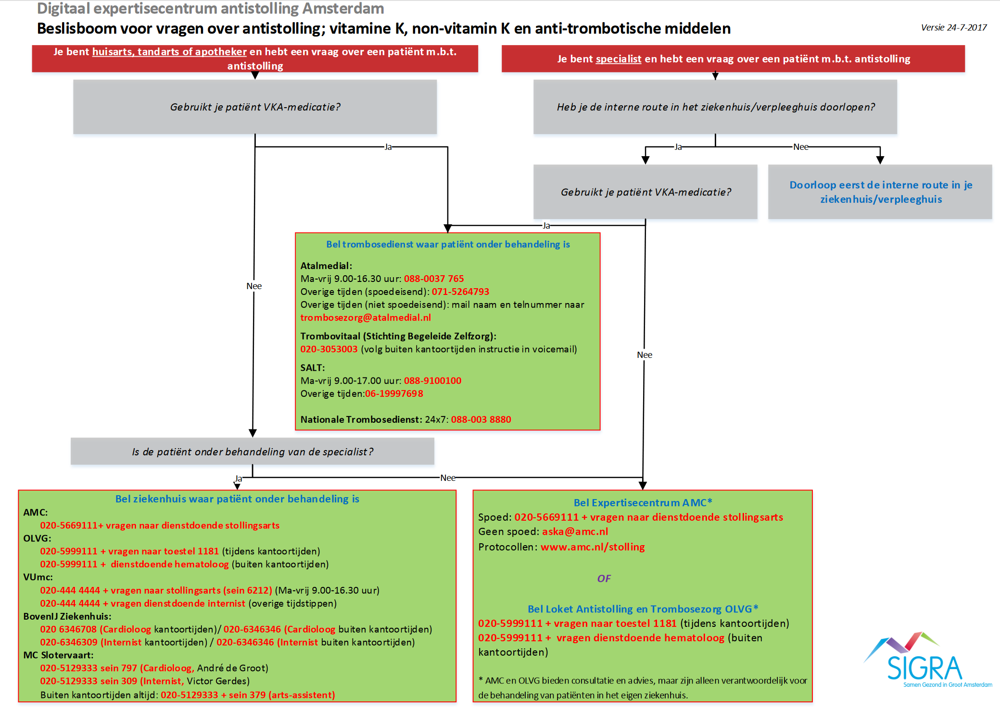 Digitaal expertisecentrum antistolling Amsterdam
Beslisboom voor vragen over antistolling; vitamine K, non-vitamin K en anti-trombotische middelen
Versie 24-7-2017
Je bent huisarts, tandarts of apotheker en hebt een vraag over een patiënt m.b.t.
antistolling
Je bent specialist en hebt een vraag over een patiënt m.b.t. antistolling
Gebruikt je patiënt VKA-medicatie?
Heb je de interne route in het ziekenhuis/verpleeghuis doorlopen?
Ja
Ja
Nee
Gebruikt je patiënt VKA-medicatie?
Doorloop eerst de interne route in je
ziekenhuis/verpleeghuis
Ja
Nee
Nee
Bel trombosedienst waar patiënt onder behandeling is
Atalmedial:
Ma-vrij 9.00-16.30 uur: 088-0037 765
Overige tijden (spoedeisend): 071-5264793
Overige tijden (niet spoedeisend): mail naam en telnummer naar
trombosezorg@atalmedial.nl
Trombovitaal (Stichting Begeleide Zelfzorg):
020-3053003 (volg buiten kantoortijden instructie in voicemail)
SALT:
Ma-vrij 9.00-17.00 uur: 088-9100100
Overige tijden:06-19997698
Nationale Trombosedienst: 24x7: 088-003 8880
Is de patiënt onder behandeling van de specialist?
Ja
Nee
Bel ziekenhuis waar patiënt onder behandeling is
AMC:
020-5669111+ vragen naar dienstdoende stollingsarts
OLVG:
020-5999111 + vragen naar toestel 1181 (tijdens kantoortijden)
020-5999111 +  dienstdoende hematoloog (buiten kantoortijden)
VUmc:
020-444 4444 + vragen naar stollingsarts (sein 6212) (Ma-vrij 9.00-16.30 uur)
020-444 4444 + vragen dienstdoende internist (overige tijdstippen)
BovenIJ Ziekenhuis:
020 6346708 (Cardioloog kantoortijden)/ 020-6346346 (Cardioloog buiten kantoortijden)
020-6346309 (Internist kantoortijden) / 020-6346346 (Internist buiten kantoortijden)
MC Slotervaart:
020-5129333 sein 797 (Cardioloog, André de Groot)
020-5129333 sein 309 (Internist, Victor Gerdes)
Buiten kantoortijden altijd: 020-5129333 + sein 379 (arts-assistent)
Bel Expertisecentrum AMC*
Spoed: 020-5669111 + vragen naar dienstdoende stollingsarts
Geen spoed: aska@amc.nl
Protocollen: www.amc.nl/stolling
OF
Bel Loket Antistolling en Trombosezorg OLVG*
020-5999111 + vragen naar toestel 1181 (tijdens kantoortijden)
020-5999111 +  vragen dienstdoende hematoloog (buiten
kantoortijden)
* AMC en OLVG bieden consultatie en advies, maar zijn alleen verantwoordelijk voor
de behandeling van patiënten in het eigen ziekenhuis.
SIGRA
Samen Gezond in Groot Amsterdam